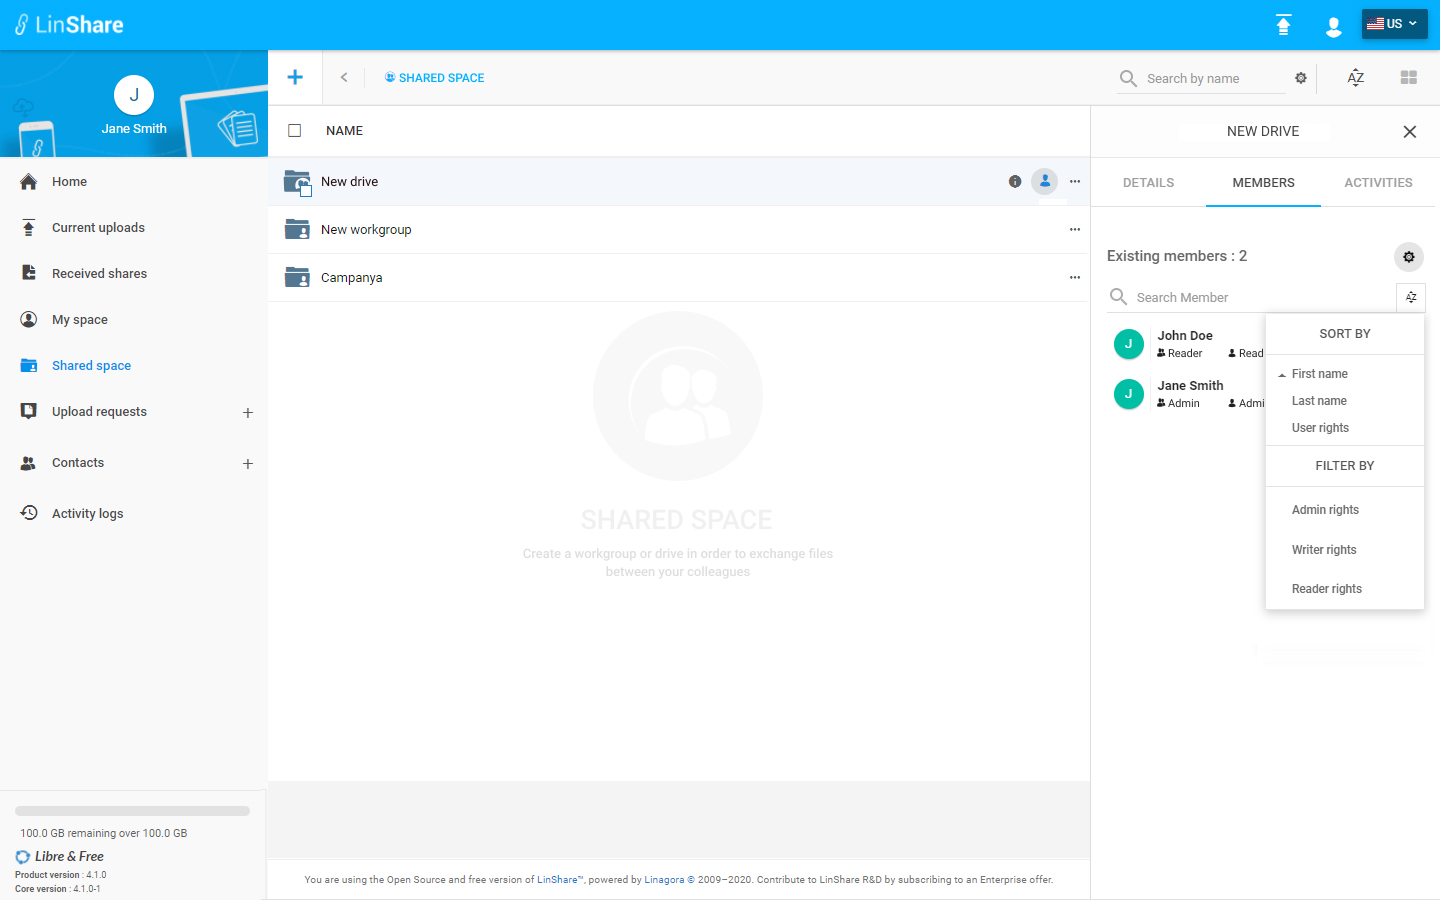 LinShare
US
J
Jane Smith
SHARED SPACE
Search by name
AZ
NAME
NEW DRIVE
Home
Current uploads
Received shares
My space
Shared space
Upload requests
Contacts
Activity logs
New drive
New workgroup
Campanya
SHARED SPACE
Create a workgroup or drive in order to exchange files
between your colleagues
DETAILS
MEMBERS
ACTIVITIES
Existing members : 2
Search Member
AZ
J
John Doe
Reader
Read
J
Jane Smith
Admin
Admi
SORT BY
First name
Last name
User rights
FILTER BY
Admin rights
Writer rights
Reader rights
100.0 GB remaining over 100.0 GB
Libre & Free
Product version : 4.1.0
Core version : 4.1.0-1
You are using the Open Source and free version of LinShare™, powered by Linagora © 2009–2020. Contribute to LinShare R&D by subscribing to an Enterprise offer.